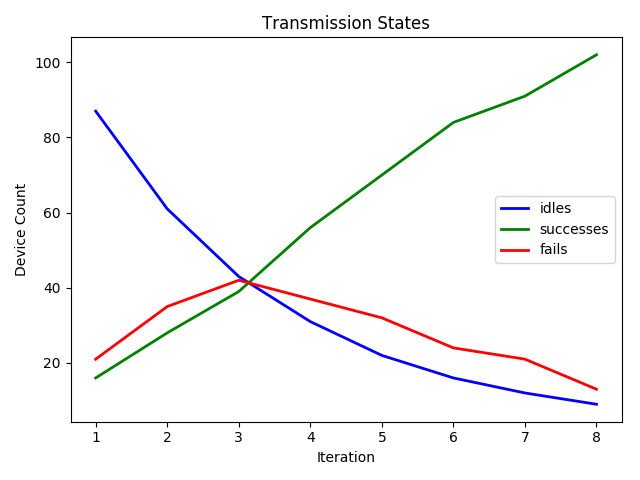 Transmission States
Device Count
100
80
60
40
20
idles
successes
fails
1 2 3 4 5 6 7 8
Iteration